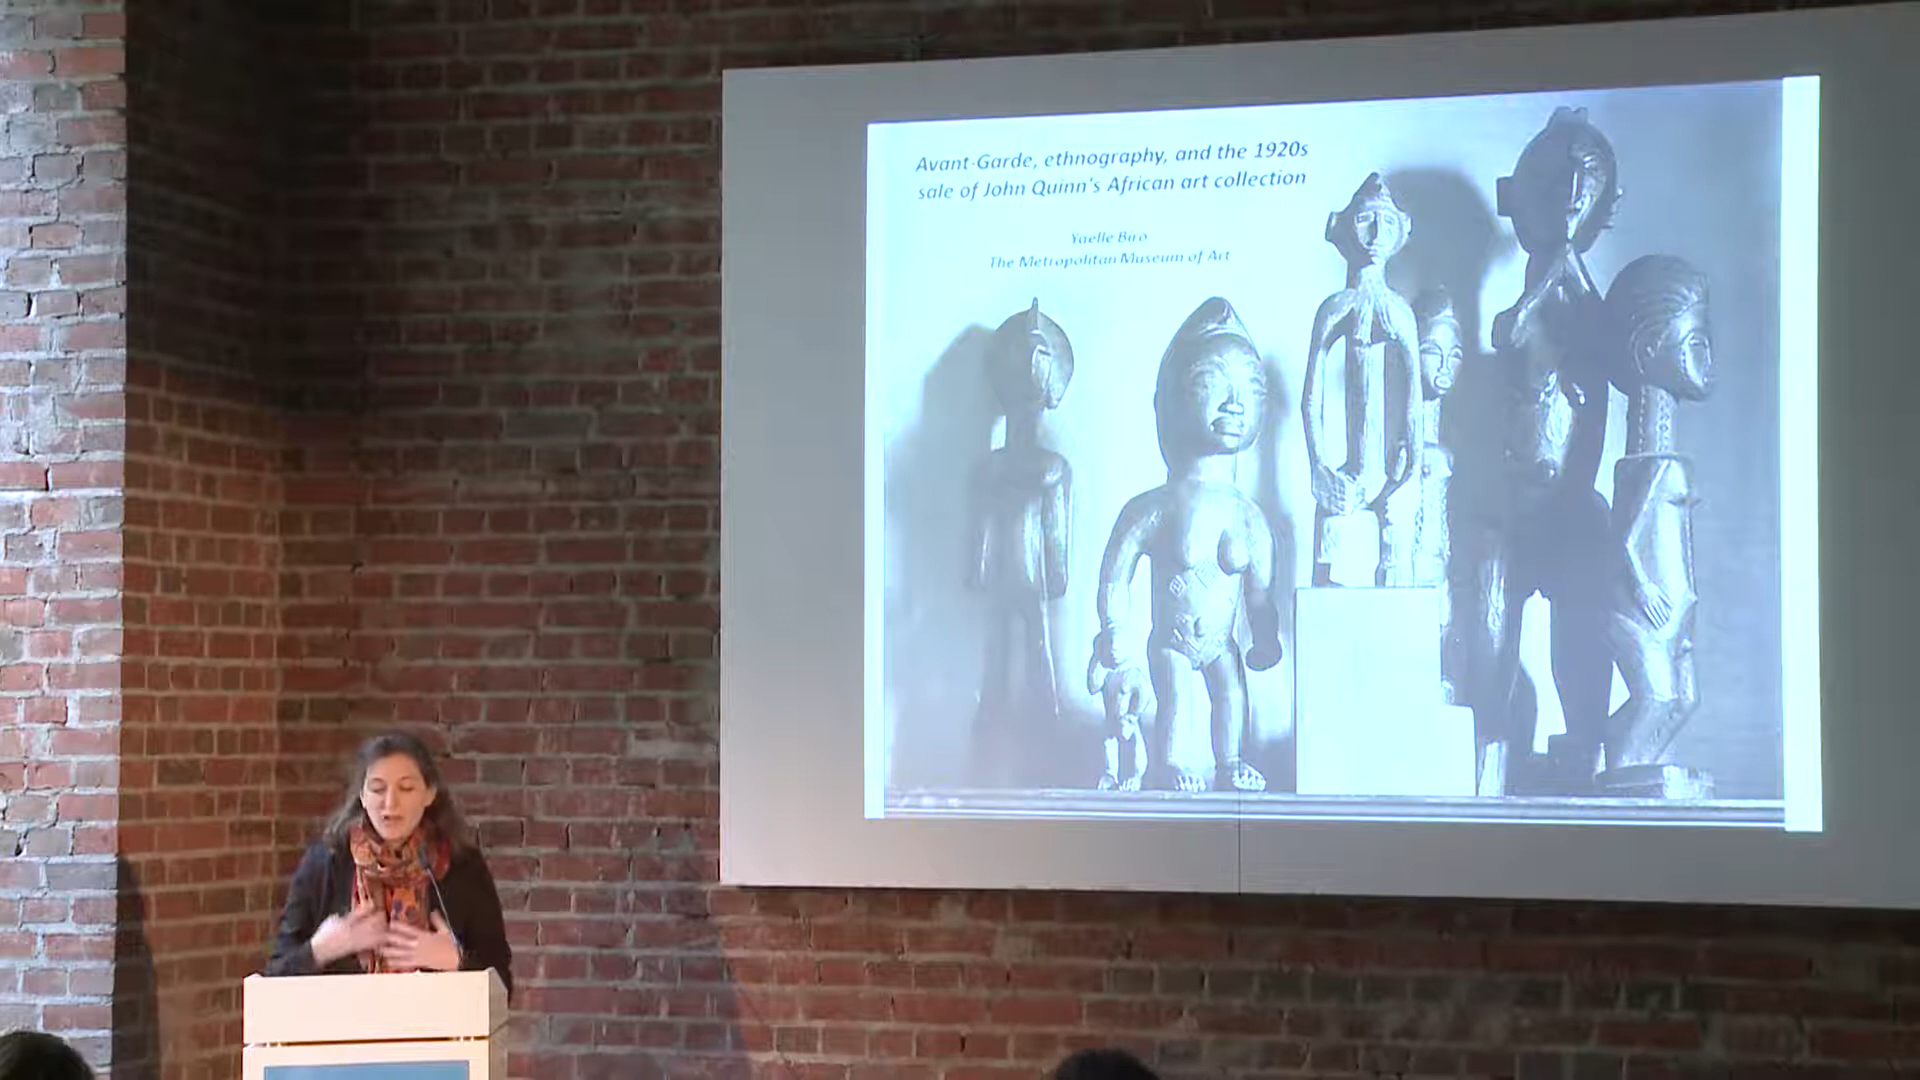 Avant-Garde, ethnography, and the 1920s
sale of John Quinn's African art collection
Yaelle Biro
The Metropolitan Museum of Art